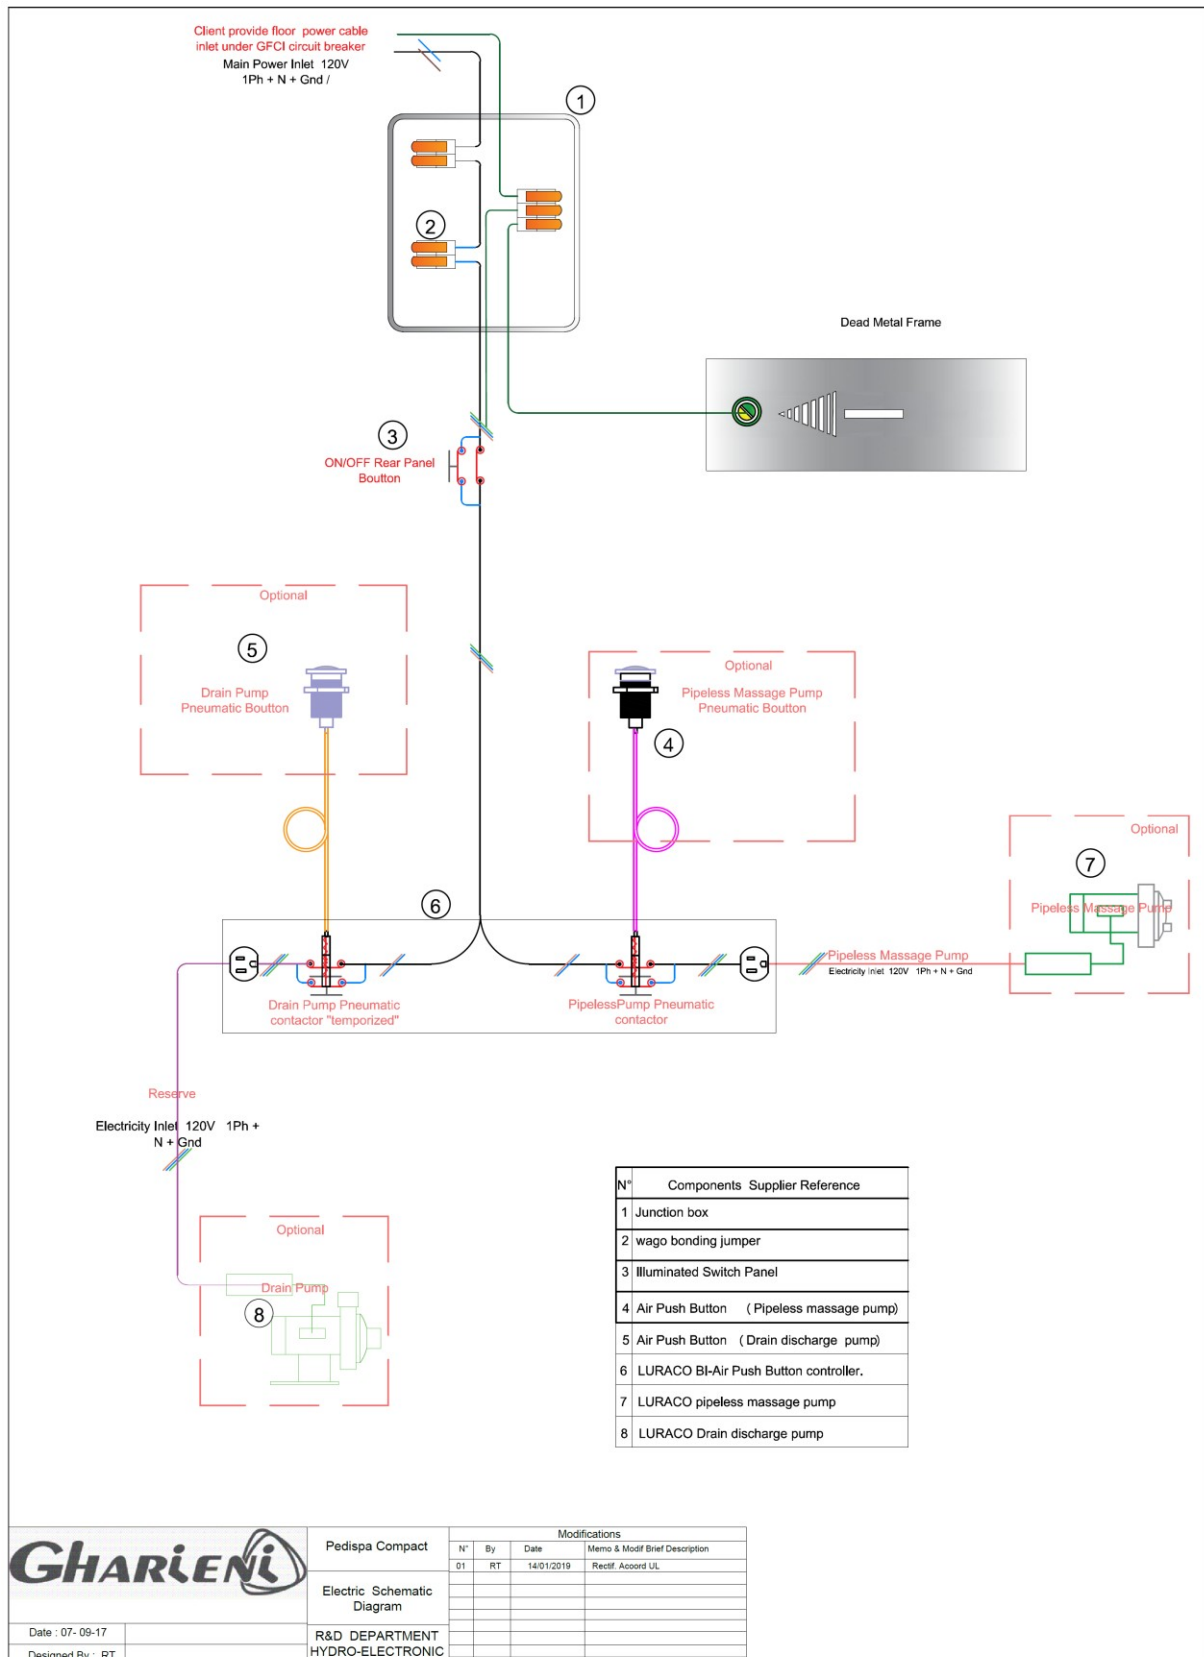 Client provide floor power cable
inlet under GFCI circuit breaker
Main Power Inlet 120V
1Ph + N + Gnd /
1
2
Dead Metal Frame
3
ON/OFF Rear Panel
Boutton
Optional
5
Drain Pump
Pneumatic Boutton
Optional
Pipeless Massage Pump
Pneumatic Boutton
4
Optional
7
Pipeless Massage Pump
6
Pipeless Massage Pump
Electricity Inlet 120V 1Ph + N + Gnd
Drain Pump Pneumatic
contactor "temporized"
PipelessPump Pneumatic
contactor
Reserve
Electricity Inlet 120V 1Ph +
N + Gnd
Optional
Drain Pump
8
N° Components Supplier Reference
1 Junction box
2 wago bonding jumper
3 Illuminated Switch Panel
4 Air Push Button ( Pipeless massage pump)
5 Air Push Button ( Drain discharge pump)
6 LURACO BI-Air Push Button controller.
7 LURACO pipeless massage pump
8 LURACO Drain discharge pump
GHARIENI
Pedispa Compact
Electric Schematic
Diagram
R&D DEPARTMENT
HYDRO-ELECTRONIC
Modifications
N° By Date Memo & Modif Brief Description
01 RT 14/01/2019 Rectif. Acoord UL
Date : 07- 09-17
Designed By : RT